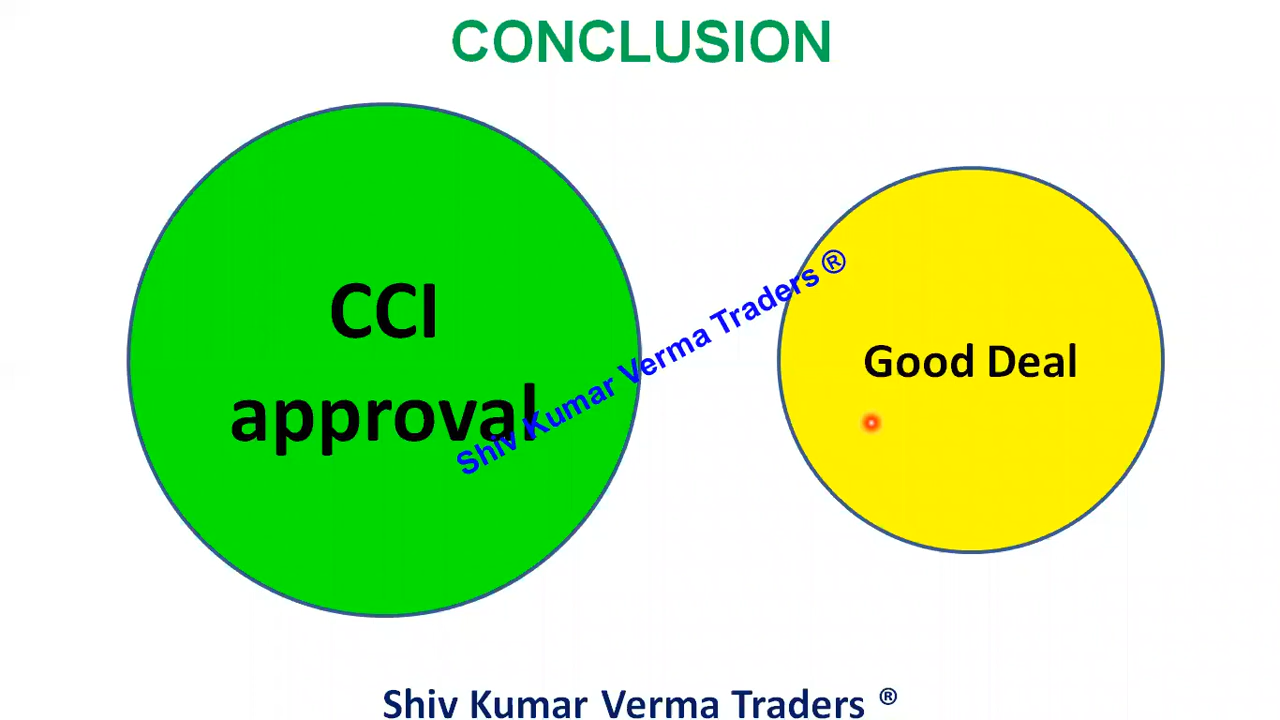 CONCLUSION
CCI
approval
Good Deal
Shiv Kumar Verma Traders ®
Shiv Kumar Verma Traders ®